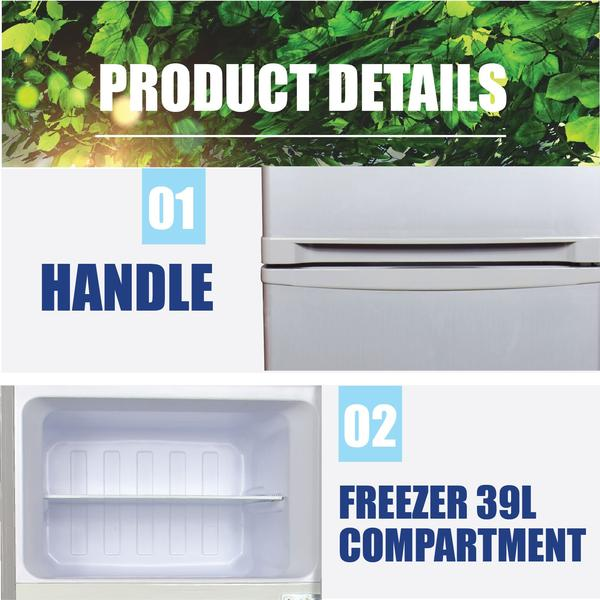 PRODUCT DETAILS
01
HANDLE
02
FREEZER 39L
COMPARTMENT